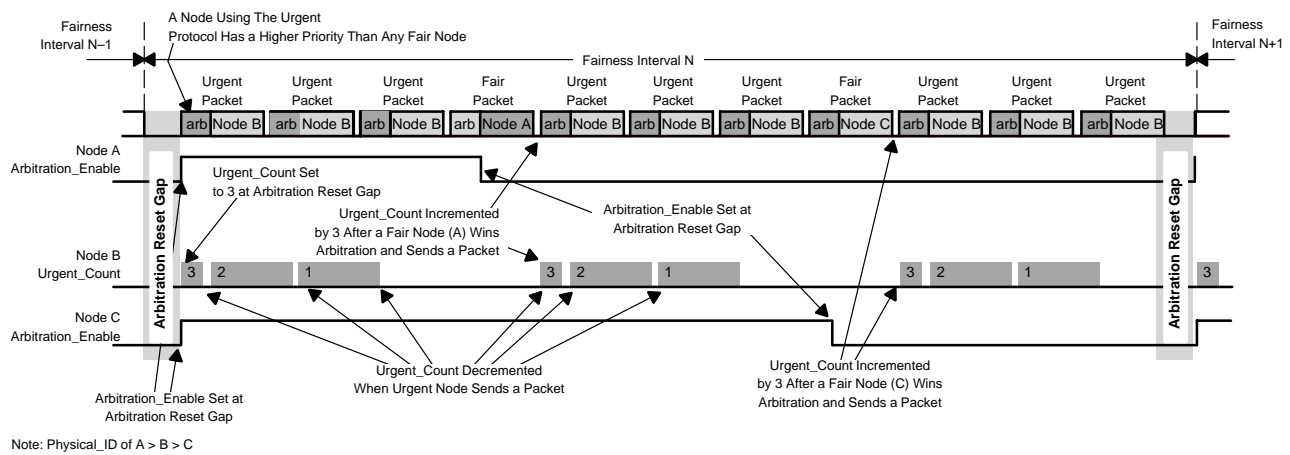 A Node Using The Urgent
Protocol Has a Higher Priority Than Any Fair Node
Fairness
Interval N–1
Fairness Interval N
Fairness
Interval N+1
Urgent
Packet
Urgent
Packet
Urgent
Packet
Fair
Packet
Urgent
Packet
Urgent
Packet
Urgent
Packet
Fair
Packet
Urgent
Packet
Urgent
Packet
Urgent
Packet
arb Node B arb Node B arb Node B arb Node A arb Node B arb Node B arb Node B arb Node C arb Node B arb Node B arb Node B
Node A
Arbitration_Enable
Arbitration Reset Gap
Urgent_Count Set
to 3 at Arbitration Reset Gap
Urgent_Count Incremented
by 3 After a Fair Node (A) Wins
Arbitration and Sends a Packet
Arbitration_Enable Set at
Arbitration Reset Gap
Arbitration Reset Gap
Node B
Urgent_Count
3 2 1 3 2 1 3 2 1 3
Node C
Arbitration_Enable
Urgent_Count Decremented
When Urgent Node Sends a Packet
Urgent_Count Incremented
by 3 After a Fair Node (C) Wins
Arbitration and Sends a Packet
Arbitration_Enable Set at
Arbitration Reset Gap
Note: Physical_ID of A > B > C